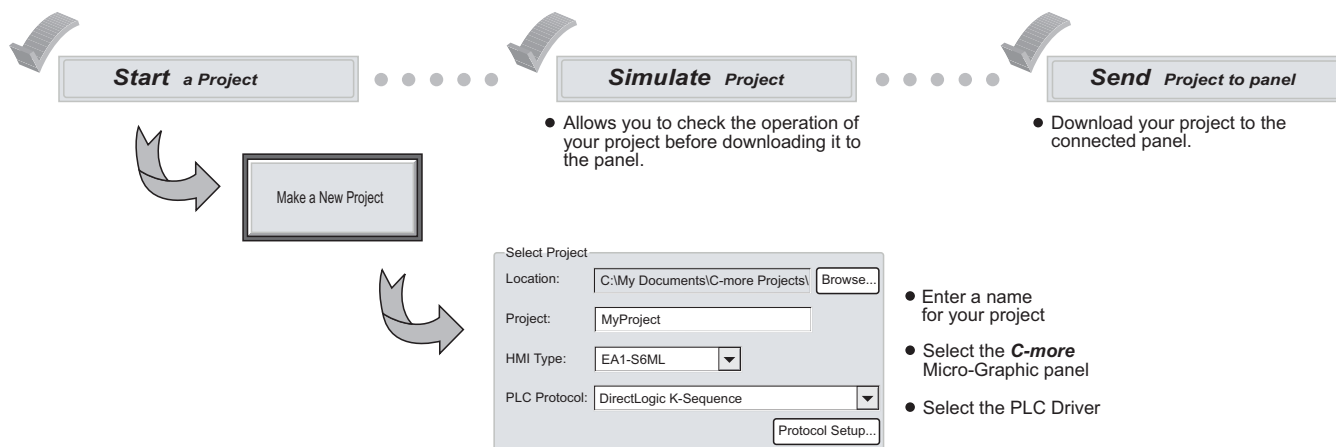 Start a Project
Simulate Project
Send Project to panel
● Allows you to check the operation of
your project before downloading it to
the panel.
● Download your project to the
connected panel.
Make a New Project
Select Project
Location: C:\My Documents\C-more Projects\ Browse...
Project: MyProject
HMI Type: EA1-S6ML
PLC Protocol: DirectLogic K-Sequence
Protocol Setup...
● Enter a name
for your project
● Select the C-more
Micro-Graphic panel
● Select the PLC Driver